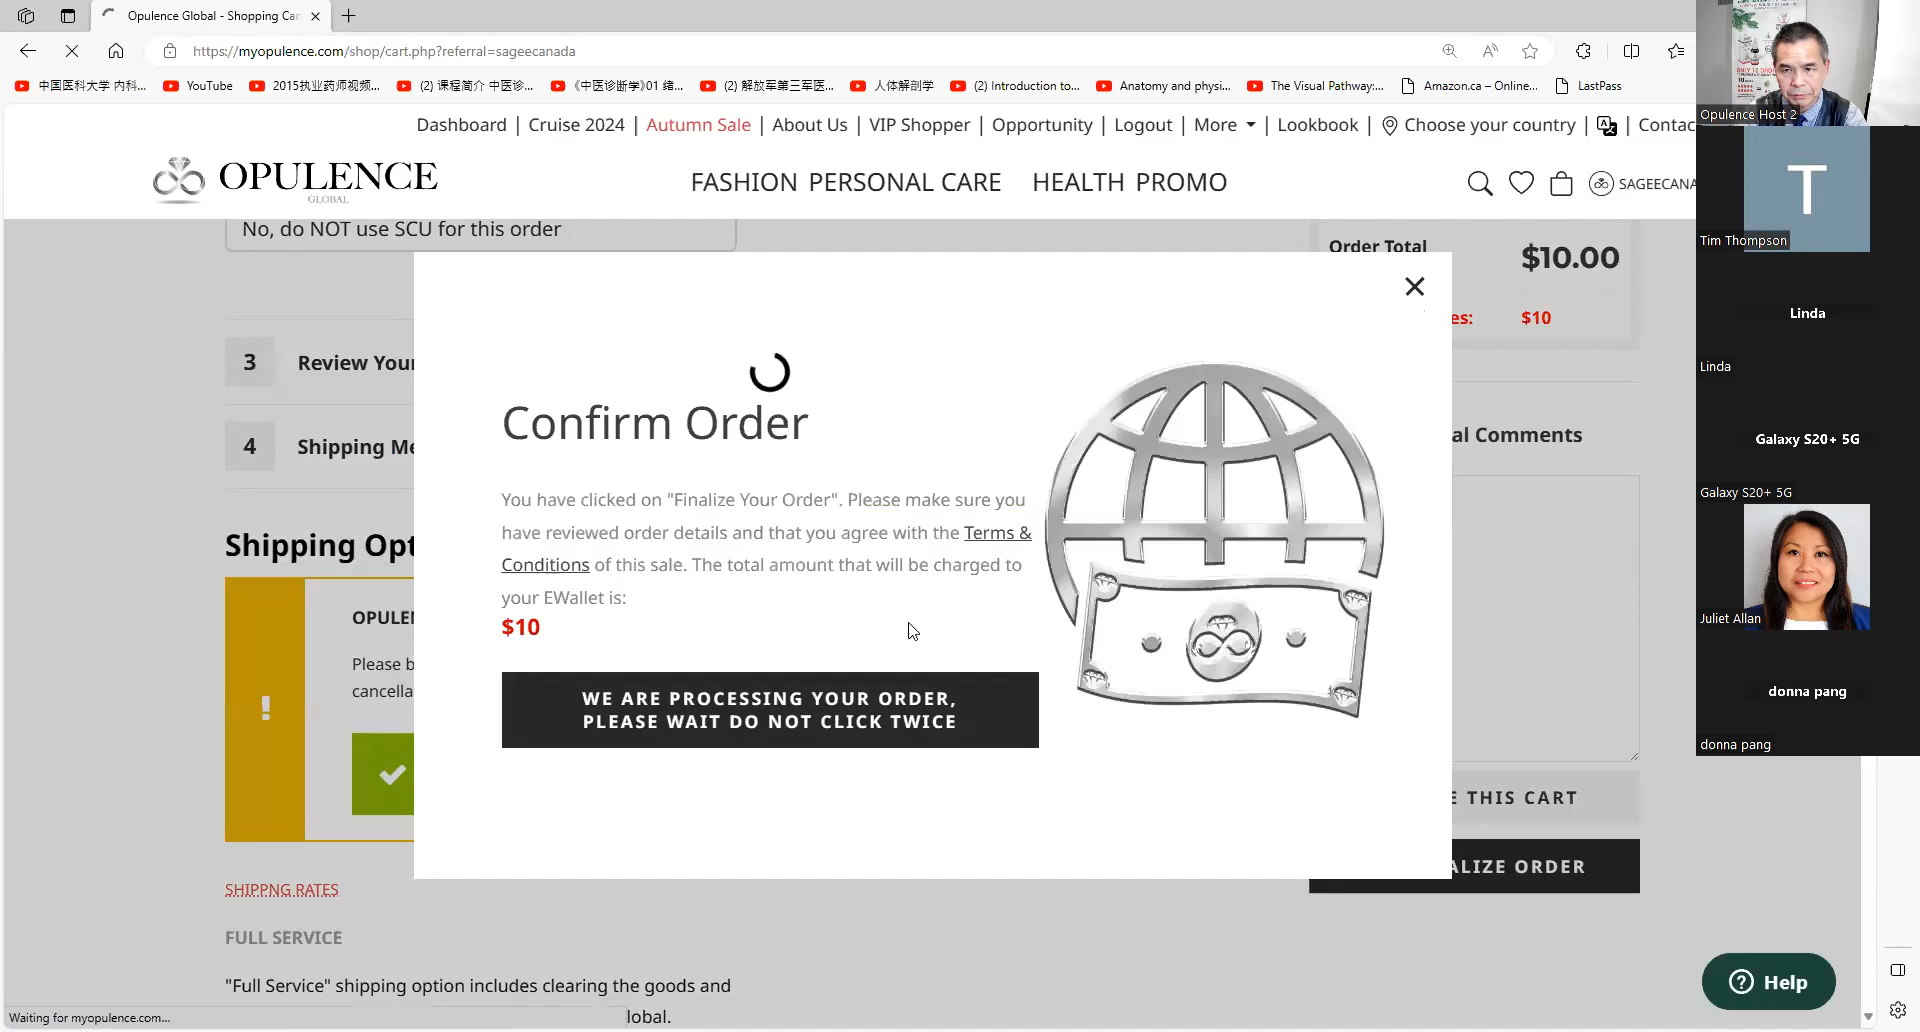 Opulence Global - Shopping Car
https://myopulence.com/shop/cart.php?referral=sageecanada
中国医科大学 内科...
YouTube
2015执业药师视频...
(2) 课程简介 中医诊...
《中医诊断学》01 绪...
(2) 解放军第三军医...
人体解剖学
(2) Introduction to...
Anatomy and physi...
The Visual Pathway:...
Amazon.ca – Online...
LastPass
Dashboard | Cruise 2024 | Autumn Sale | About Us | VIP Shopper | Opportunity | Logout | More | Lookbook | Choose your country | Contac
OPULENCE
GLOBAL
FASHION PERSONAL CARE HEALTH PROMO
SAGEECANA
No, do NOT use SCU for this order
Order Total
$10.00
es: $10
3 Review Your
4 Shipping Me
al Comments
Confirm Order
You have clicked on "Finalize Your Order". Please make sure you
have reviewed order details and that you agree with the Terms &
Conditions of this sale. The total amount that will be charged to
your EWallet is:
$10
WE ARE PROCESSING YOUR ORDER,
PLEASE WAIT DO NOT CLICK TWICE
Shipping Opt
OPULEN
Please b
cancella
!
E THIS CART
ALIZE ORDER
SHIPPNG RATES
FULL SERVICE
"Full Service" shipping option includes clearing the goods and
lobal.
Waiting for myopulence.com...
Help
Opulence Host 2
T
Tim Thompson
Linda
Linda
Galaxy S20+ 5G
Galaxy S20+ 5G
Juliet Allan
donna pang
donna pang